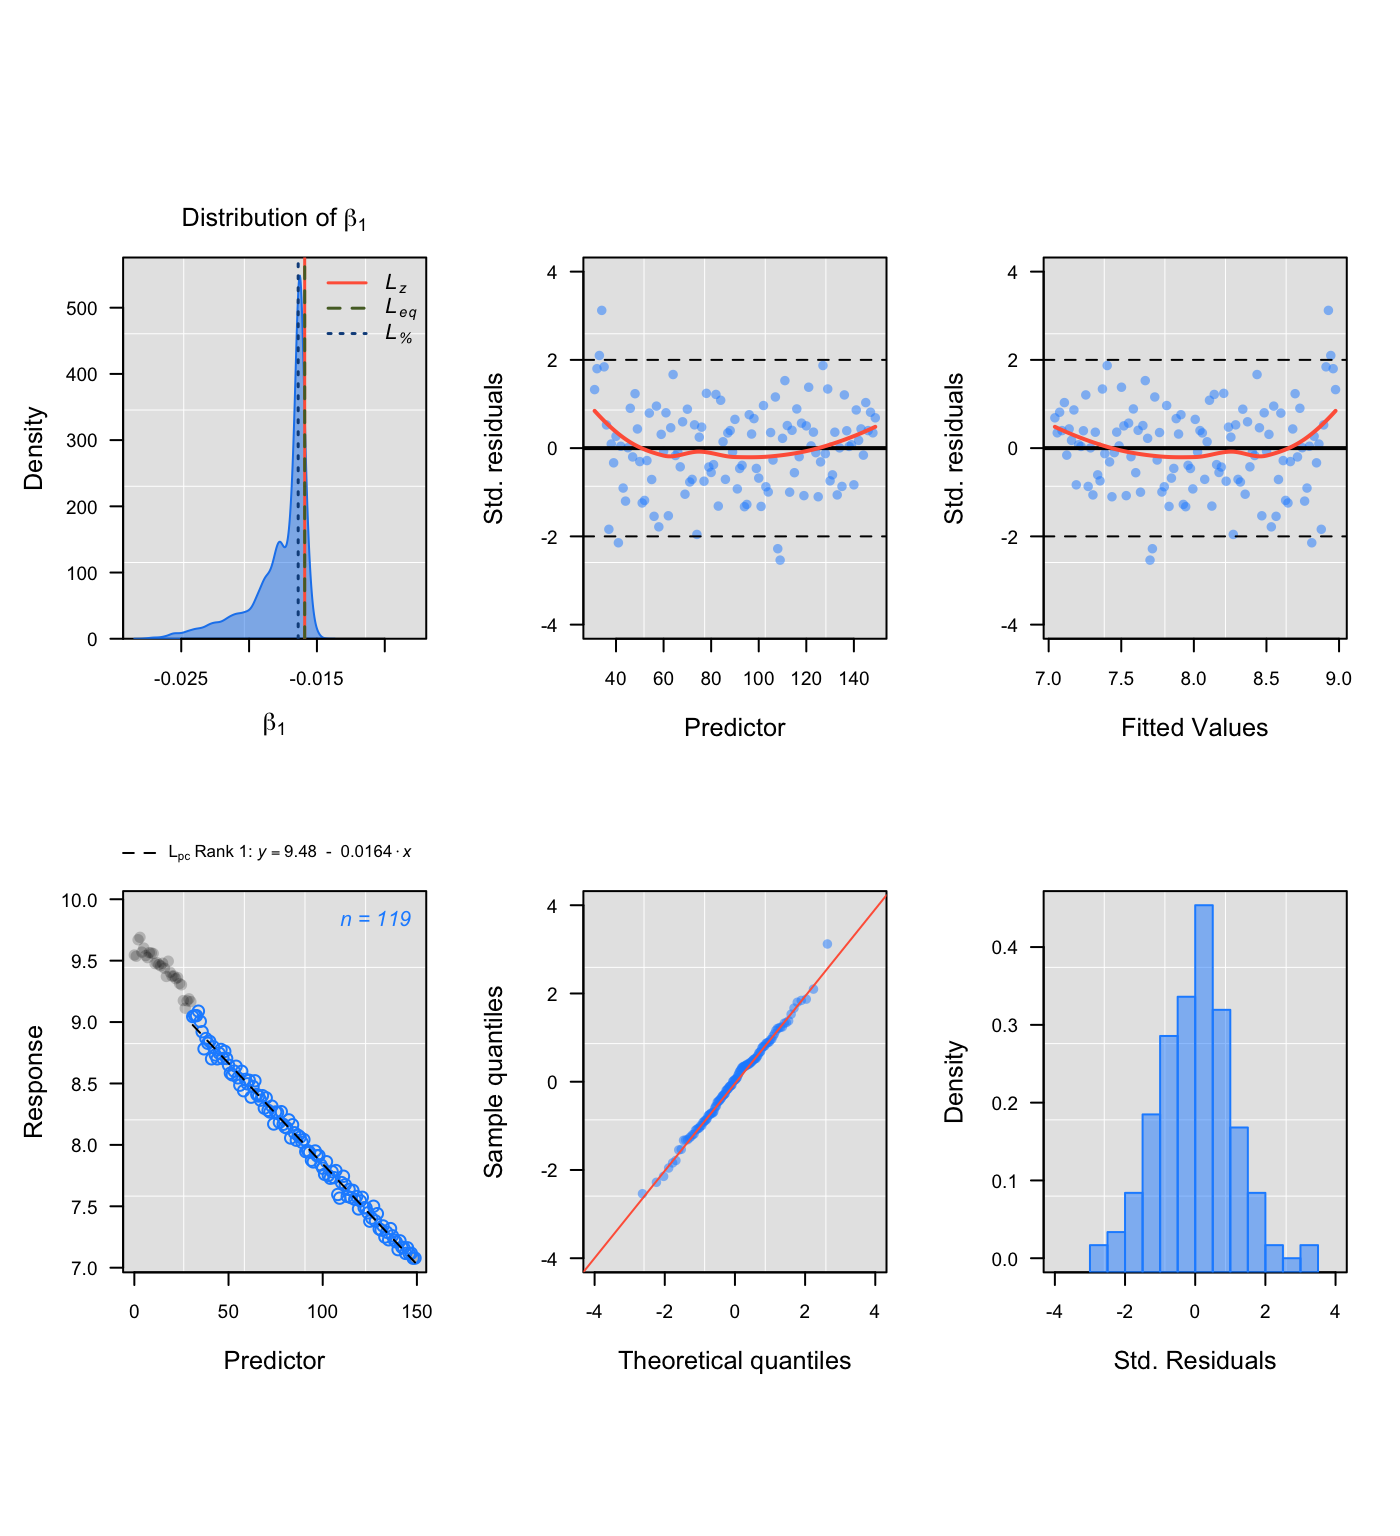 Distribution of β1
Density
500
400
300
200
100
0
Lz
Leq
L%
-0.025 -0.015
β1
Std. residuals
4
2
0
-2
-4
40 60 80 100 120 140
Predictor
Std. residuals
4
2
0
-2
-4
7.0 7.5 8.0 8.5 9.0
Fitted Values
Lpc Rank 1: y = 9.48 - 0.0164 · x
n = 119
Response
10.0
9.5
9.0
8.5
8.0
7.5
7.0
0 50 100 150
Predictor
Sample quantiles
4
2
0
-2
-4
-4 -2 0 2 4
Theoretical quantiles
Density
0.4
0.3
0.2
0.1
0.0
-4 -2 0 2 4
Std. Residuals